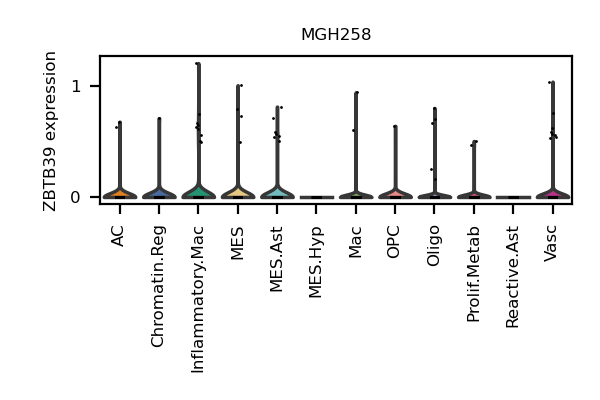 MGH258
ZBTB39 expression
1
0
AC
Chromatin.Reg
Inflammatory.Mac
MES
MES.Ast
MES.Hyp
Mac
OPC
Oligo
Prolif.Metab
Reactive.Ast
Vasc